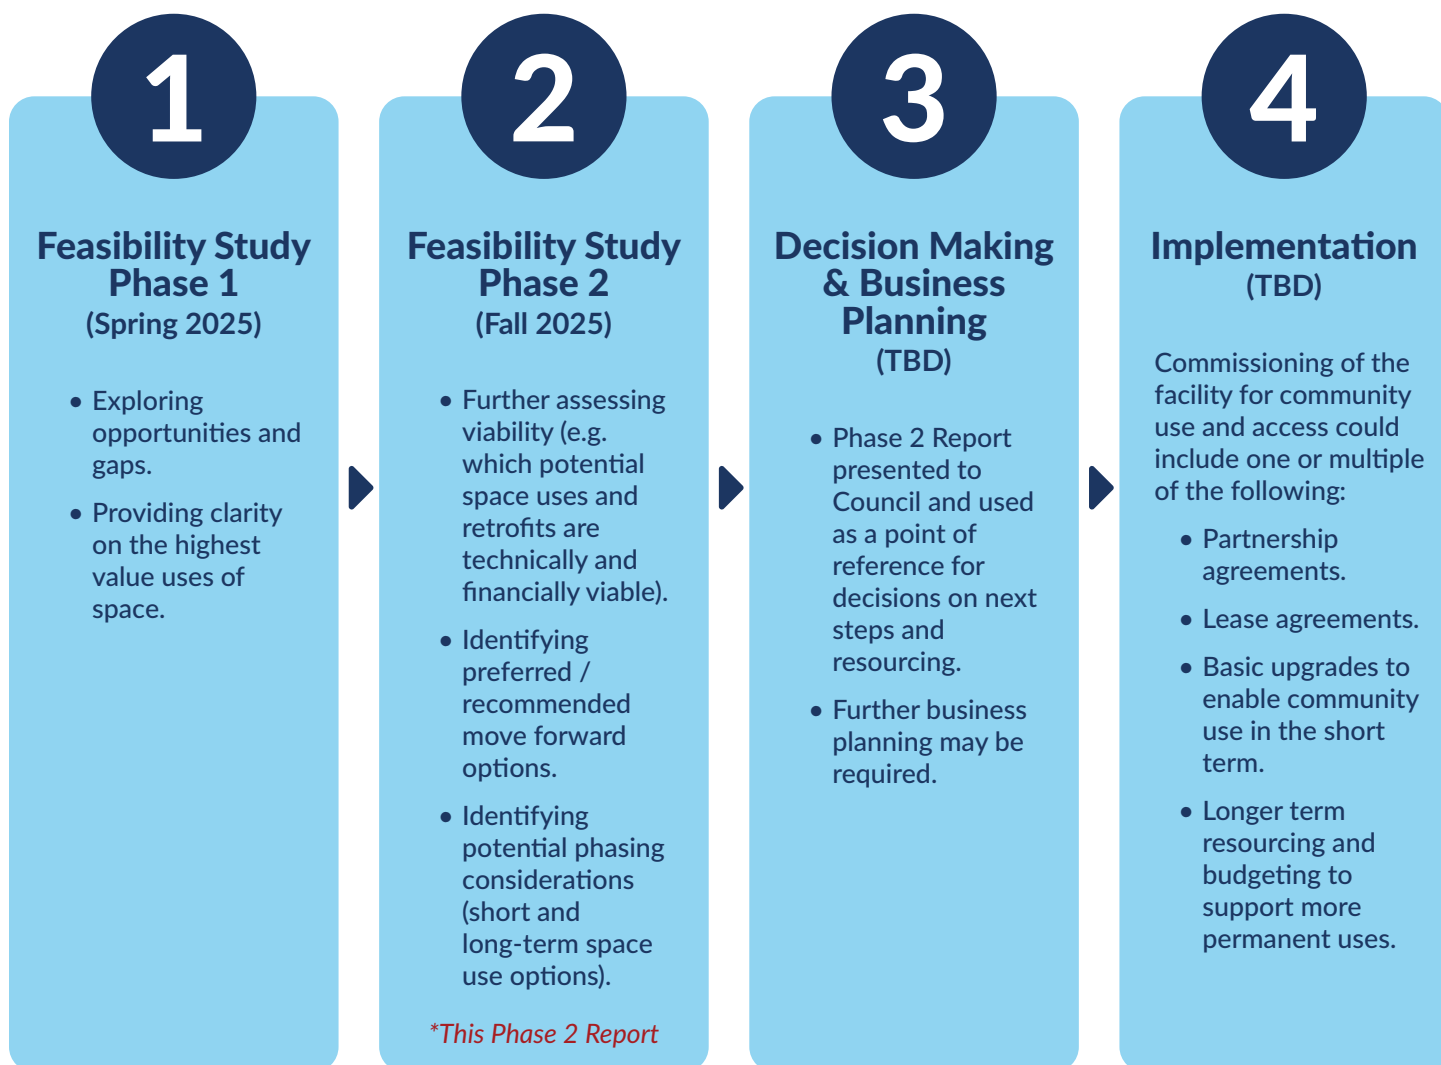 1
Feasibility Study
Phase 1
(Spring 2025)
• Exploring
opportunities and
gaps.
• Providing clarity
on the highest
value uses of
space.
2
Feasibility Study
Phase 2
(Fall 2025)
• Further assessing
viability (e.g.
which potential
space uses and
retrofits are
technically and
financially viable).
• Identifying
preferred /
recommended
move forward
options.
• Identifying
potential phasing
considerations
(short and
long-term space
use options).
*This Phase 2 Report
3
Decision Making
& Business
Planning
(TBD)
• Phase 2 Report
presented to
Council and used
as a point of
reference for
decisions on next
steps and
resourcing.
• Further business
planning may be
required.
4
Implementation
(TBD)
Commissioning of the
facility for community
use and access could
include one or multiple
of the following:
• Partnership
agreements.
• Lease agreements.
• Basic upgrades to
enable community
use in the short
term.
• Longer term
resourcing and
budgeting to
support more
permanent uses.